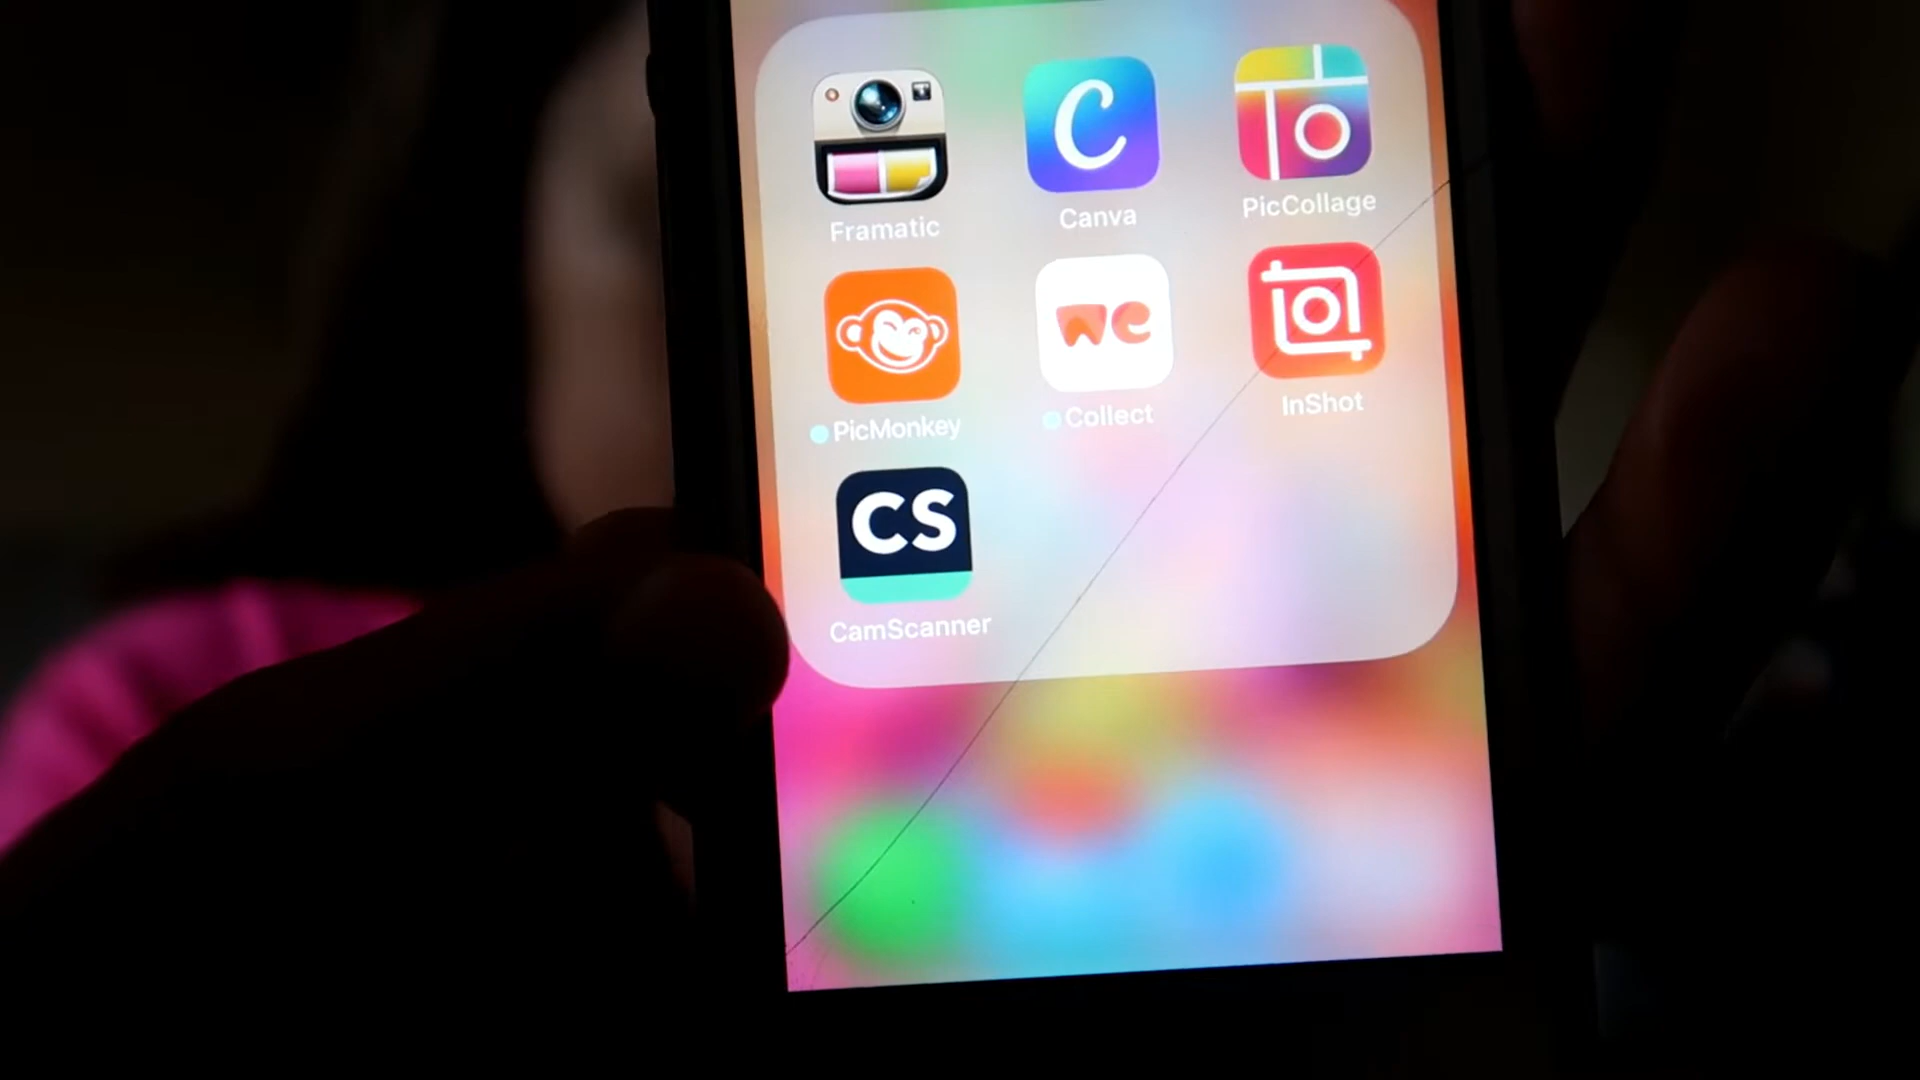 Framatic
C
Canva
PicCollage
PicMonkey
we
Collect
InShot
CS
CamScanner